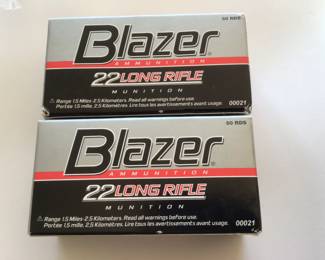 50 RDS
Blazer®
AMMUNITION
22 LONG RIFLE
MUNITION
⚠ Range 1.5 Miles-2.5 Kilometers. Read all warnings before use.
Portée 1.5 mille, 2.5 Kilomètres. Lire tous les avertissements avant usage. 00021
50 RDS
Blazer®
AMMUNITION
22 LONG RIFLE
MUNITION
⚠ Range 1.5 Miles-2.5 Kilometers. Read all warnings before use.
Portée 1.5 mille, 2.5 Kilomètres. Lire tous les avertissements avant usage. 00021